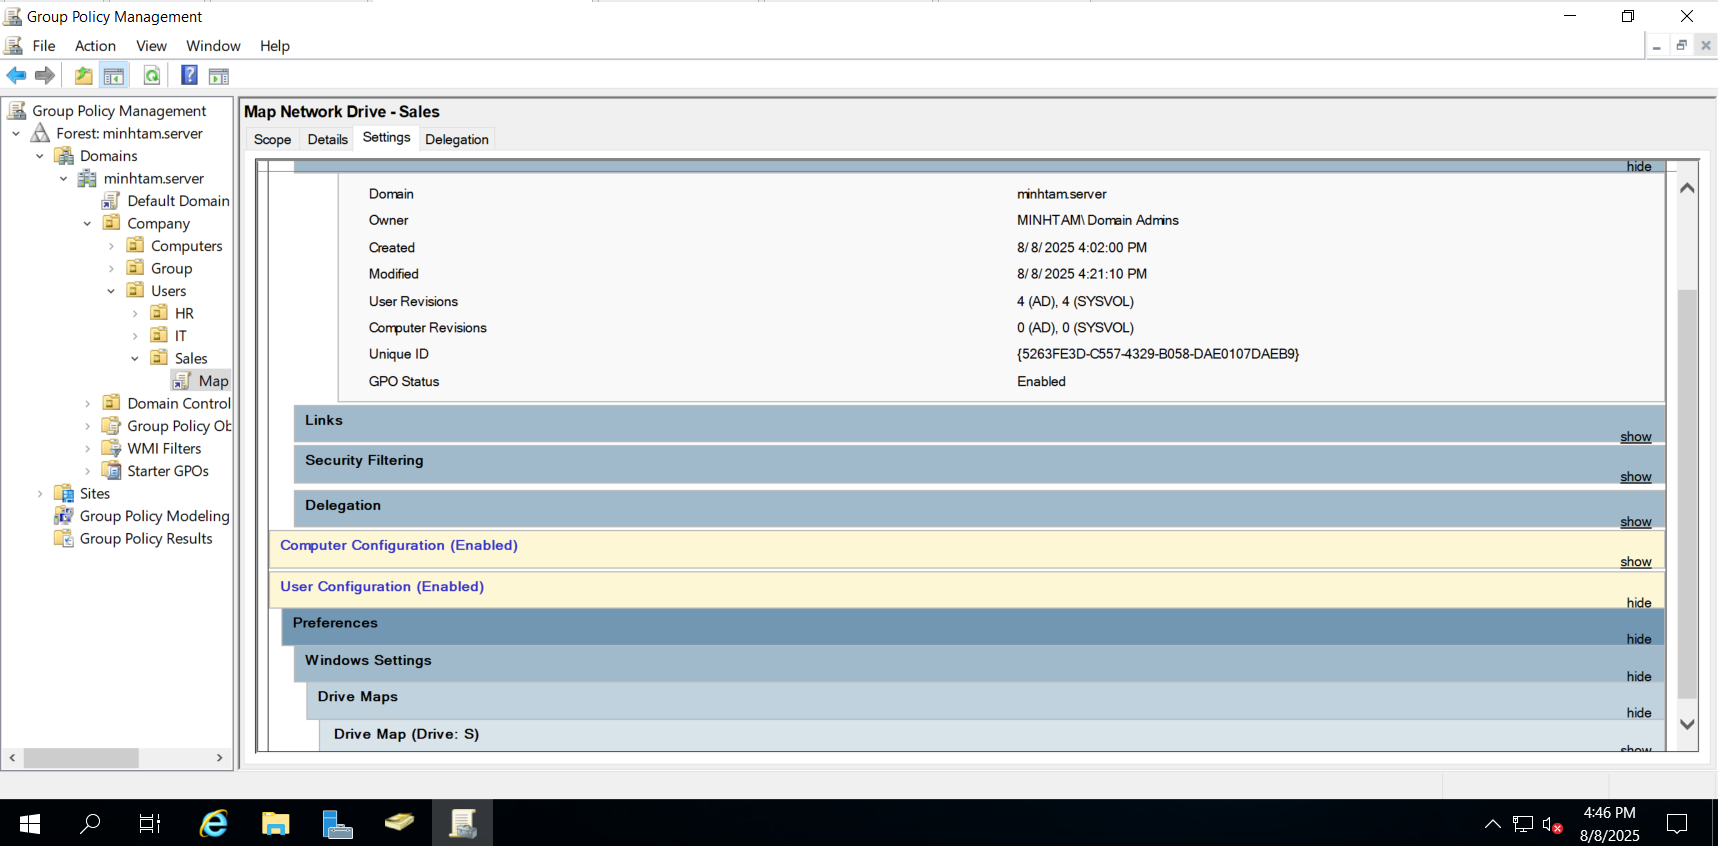 Group Policy Management
File Action View Window Help
Group Policy Management
Forest: minhtam.server
Domains
minhtam.server
Default Domain
Company
Computers
Group
Users
HR
IT
Sales
Map
Domain Control
Group Policy Ob
WMI Filters
Starter GPOs
Sites
Group Policy Modeling
Group Policy Results
Map Network Drive - Sales
Scope Details Settings Delegation
hide
Domain minhtam.server
Owner MINHTAM\Domain Admins
Created 8/8/2025 4:02:00 PM
Modified 8/8/2025 4:21:10 PM
User Revisions 4 (AD), 4 (SYSVOL)
Computer Revisions 0 (AD), 0 (SYSVOL)
Unique ID {5263FE3D-C557-4329-B058-DAE0107DAEB9}
GPO Status Enabled
Links
show
Security Filtering
show
Delegation
show
Computer Configuration (Enabled)
show
User Configuration (Enabled)
hide
Preferences
hide
Windows Settings
hide
Drive Maps
hide
Drive Map (Drive: S)
show
4:46 PM
8/8/2025